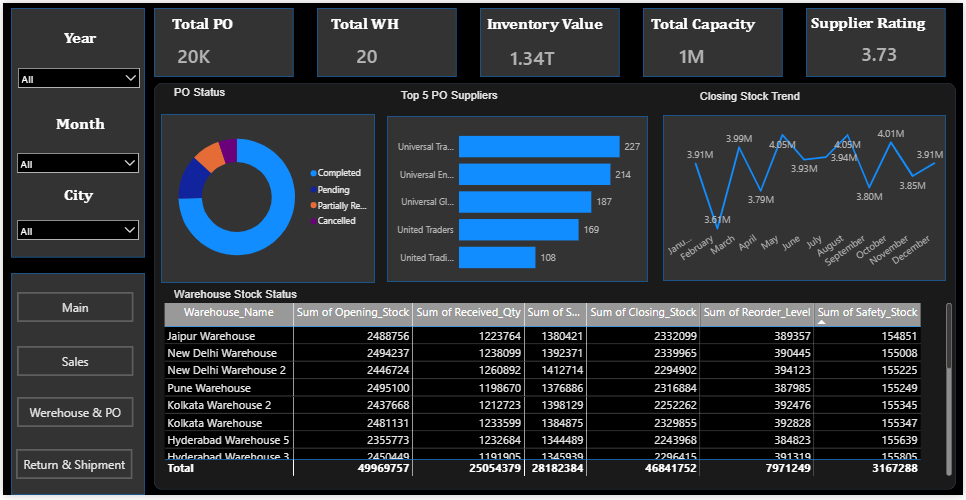 Year
All
Month
All
City
All
Main
Sales
Werehouse & PO
Return & Shipment
Total PO
20K
Total WH
20
Inventory Value
1.34T
Total Capacity
1M
Supplier Rating
3.73
PO Status
Completed
Pending
Partially Re...
Cancelled
Top 5 PO Suppliers
Universal Tra... 227
Universal En... 214
Universal Gl... 187
United Traders 169
United Tradi... 108
Closing Stock Trend
3.91M
3.61M
3.99M
3.79M
4.05M
3.93M
3.94M
4.05M
3.80M
4.01M
3.85M
3.91M
Janu...
February
March
April
May
June
July
August
September
October
November
December
Warehouse Stock Status
Warehouse_Name Sum of Opening_Stock Sum of Received_Qty Sum of S... Sum of Closing_Stock Sum of Reorder_Level Sum of Safety_Stock
Jaipur Warehouse 2488756 1223764 1380421 2332099 389357 154851
New Delhi Warehouse 2494237 1238099 1392371 2339965 390445 155008
New Delhi Warehouse 2 2446724 1260892 1412714 2294902 394123 155225
Pune Warehouse 2495100 1198670 1376886 2316884 387985 155249
Kolkata Warehouse 2 2437668 1212723 1398129 2252262 392476 155345
Kolkata Warehouse 2481131 1233599 1384875 2329855 392828 155347
Hyderabad Warehouse 5 2355773 1232684 1344489 2243968 384823 155639
Hyderabad Warehouse 3 2450449 1191905 1345939 2296415 391319 155805
Total 49969757 25054379 28182384 46841752 7971249 3167288